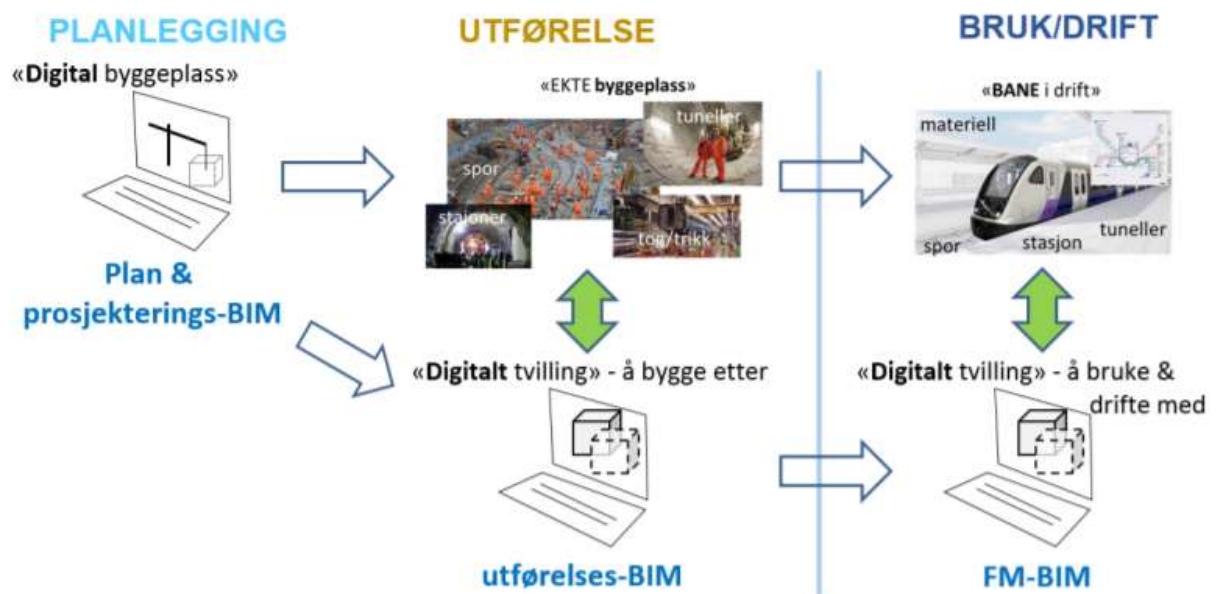 PLANLEGGING
«Digital byggeplass»
Plan &
prosjekterings-BIM
UTFØRELSE
«EKTE byggeplass»
tuneller
spor
stasjoner
tog/trikk
«Digitalt tvilling» - å bygge etter
utførelses-BIM
BRUK/DRIFT
«BANE i drift»
materiell
tuneller
stasjon
spor
«Digitalt tvilling» - å bruke &
drifte med
FM-BIM